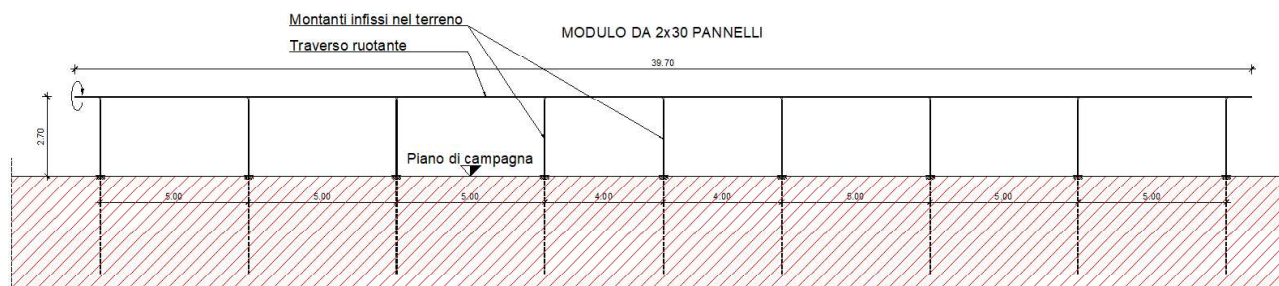 Montanti infissi nel terreno
MODULO DA 2x30 PANNELLI
Traverso ruotante
39.70
2.70
Piano di campagna
5.00 5.00 5.00 4.00 4.00 5.00 5.00 5.00